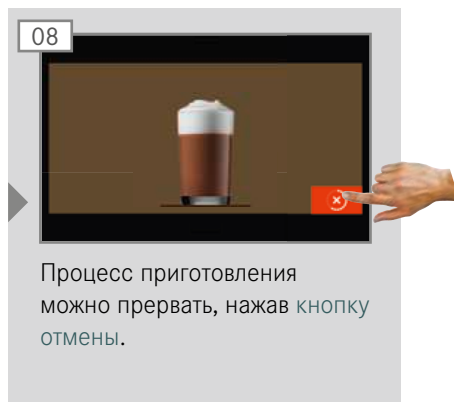 08
Процесс приготовления
можно прервать, нажав кнопку
отмены.